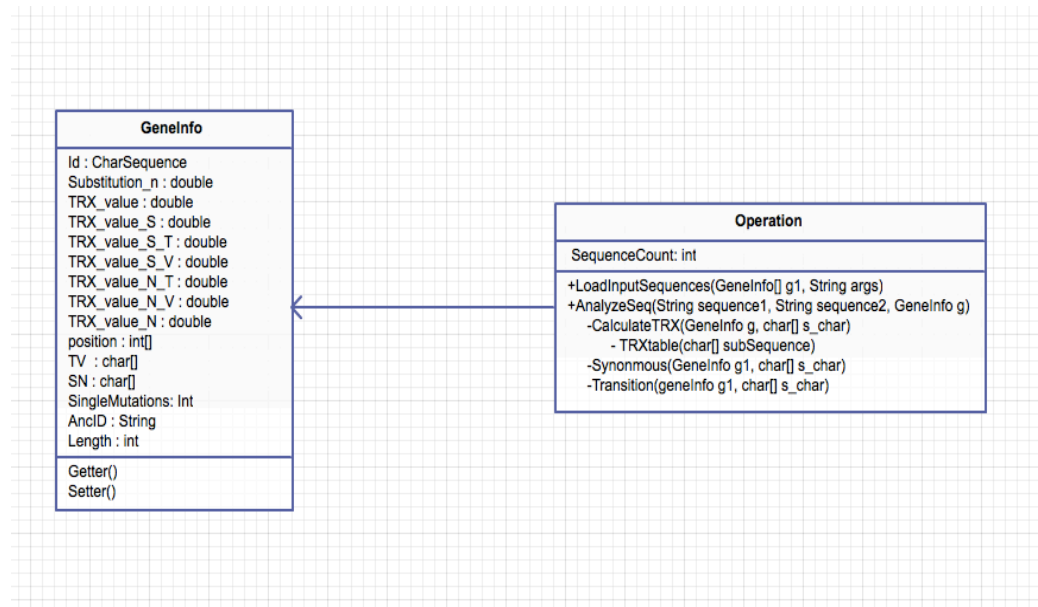 GeneInfo
Id : CharSequence
Substitution_n : double
TRX_value : double
TRX_value_S : double
TRX_value_S_T : double
TRX_value_S_V : double
TRX_value_N_T : double
TRX_value_N_V : double
TRX_value_N : double
position : int[]
TV : char[]
SN : char[]
SingleMutations: Int
AncID : String
Length : int
Getter()
Setter()
Operation
SequenceCount: int
+LoadInputSequences(GeneInfo[] g1, String args)
+AnalyzeSeq(String sequence1, String sequence2, GeneInfo g)
-CalculateTRX(GeneInfo g, char[] s_char)
- TRXtable(char[] subSequence)
-Synonmous(GeneInfo g1, char[] s_char)
-Transition(geneInfo g1, char[] s_char)